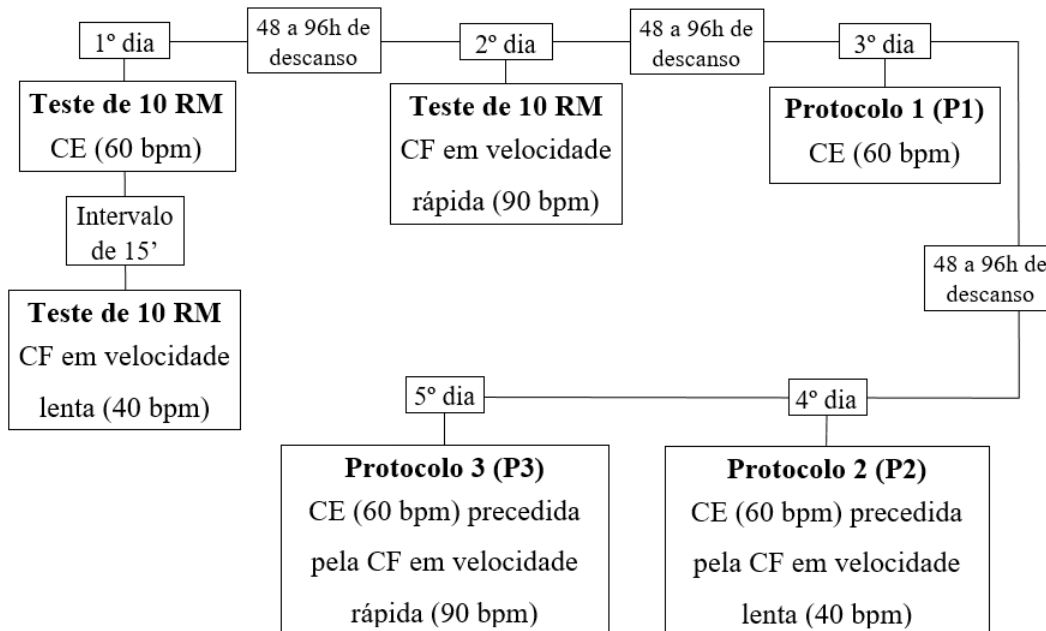 1º dia
48 a 96h de
descanso
2º dia
48 a 96h de
descanso
3º dia
Teste de 10 RM
CE (60 bpm)
Intervalo
de 15’
Teste de 10 RM
CF em velocidade
lenta (40 bpm)
Teste de 10 RM
CF em velocidade
rápida (90 bpm)
Protocolo 1 (P1)
CE (60 bpm)
48 a 96h de
descanso
4º dia
Protocolo 2 (P2)
CE (60 bpm) precedida
pela CF em velocidade
lenta (40 bpm)
5º dia
Protocolo 3 (P3)
CE (60 bpm) precedida
pela CF em velocidade
rápida (90 bpm)